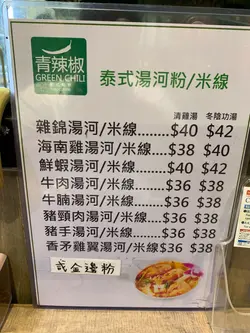 青辣椒
GREEN CHILI
泰式湯河粉/米線
清雞湯 冬陰功湯
雜錦湯河/米線........$40 $42
海南雞湯河/米線.....$38 $40
鮮蝦湯河/米線........$40 $42
牛肉湯河/米線........$36 $38
牛腩湯河/米線........$36 $38
豬頸肉湯河/米線.....$36 $38
豬手湯河/米線........$36 $38
香矛雞翼湯河/米線$36 $38
或金邊粉